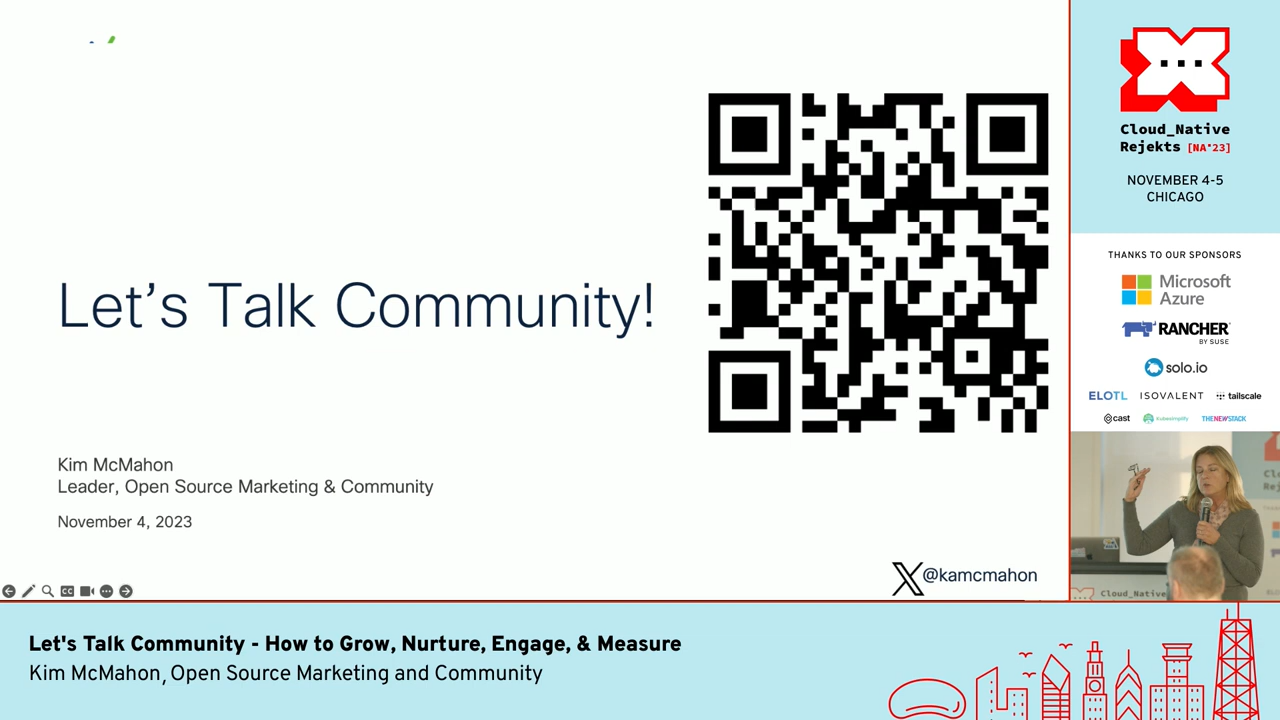 Let's Talk Community!
Kim McMahon
Leader, Open Source Marketing & Community
November 4, 2023
@kamcmahon
Cloud_Native
Rejekts [NA'23]
NOVEMBER 4-5
CHICAGO
THANKS TO OUR SPONSORS
Microsoft
Azure
RANCHER
BY SUSE
solo.io
ELOTL ISOVALENT tailscale
cast Kubesimplify THENEWSTACK
Cloud_Native
Let's Talk Community - How to Grow, Nurture, Engage, & Measure
Kim McMahon, Open Source Marketing and Community